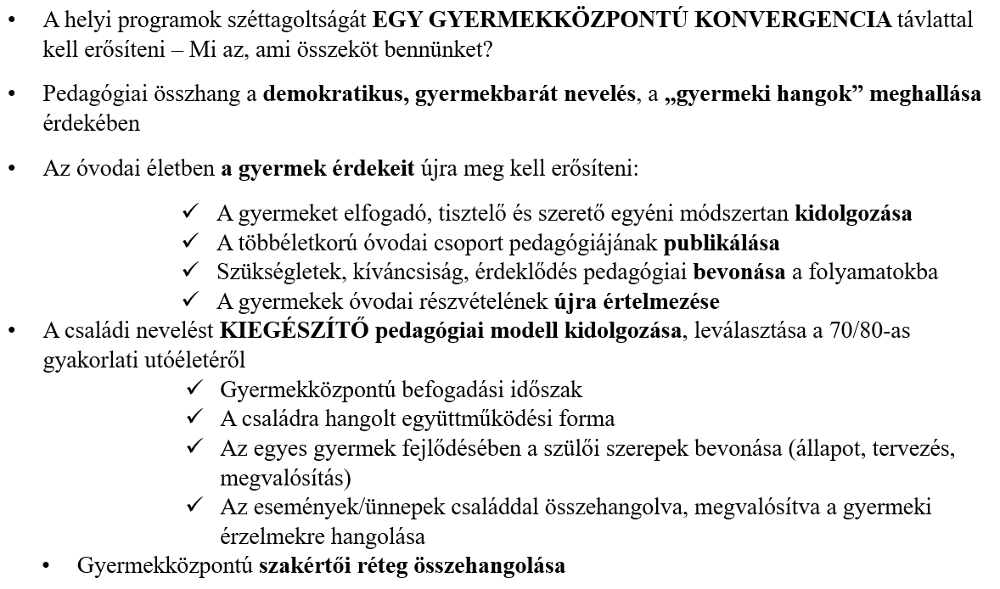 • A helyi programok széttagoltságát EGY GYERMEKKÖZPONTÚ KONVERGENCIA távlattal
kell erősíteni – Mi az, ami összeköt bennünket?
• Pedagógiai összhang a demokratikus, gyermekbarát nevelés, a „gyermeki hangok” meghallása
érdekében
• Az óvodai életben a gyermek érdekeit újra meg kell erősíteni:
✓ A gyermeket elfogadó, tisztelő és szerető egyéni módszertan kidolgozása
✓ A többéletkorú óvodai csoport pedagógiájának publikálása
✓ Szükségletek, kíváncsiság, érdeklődés pedagógiai bevonása a folyamatokba
✓ A gyermekek óvodai részvételének újra értelmezése
• A családi nevelést KIEGÉSZÍTŐ pedagógiai modell kidolgozása, leválasztása a 70/80-as
gyakorlati utóéletéről
✓ Gyermekközpontú befogadási időszak
✓ A családra hangolt együttműködési forma
✓ Az egyes gyermek fejlődésében a szülői szerepek bevonása (állapot, tervezés,
megvalósítás)
✓ Az események/ünnepek családdal összehangolva, megvalósítva a gyermeki
érzelmekre hangolása
• Gyermekközpontú szakértői réteg összehangolása